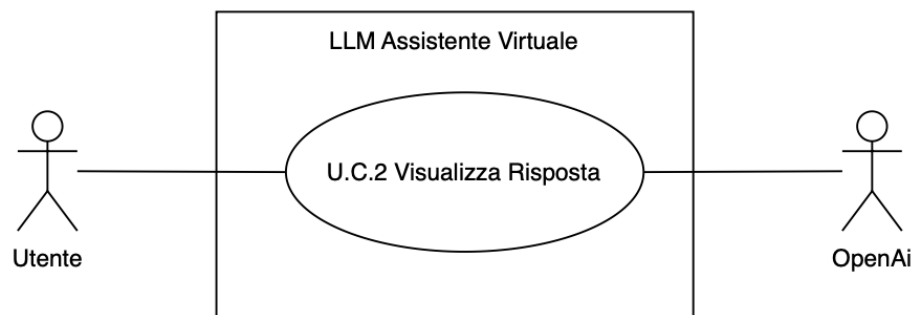 LLM Assistente Virtuale
U.C.2 Visualizza Risposta
Utente
OpenAi